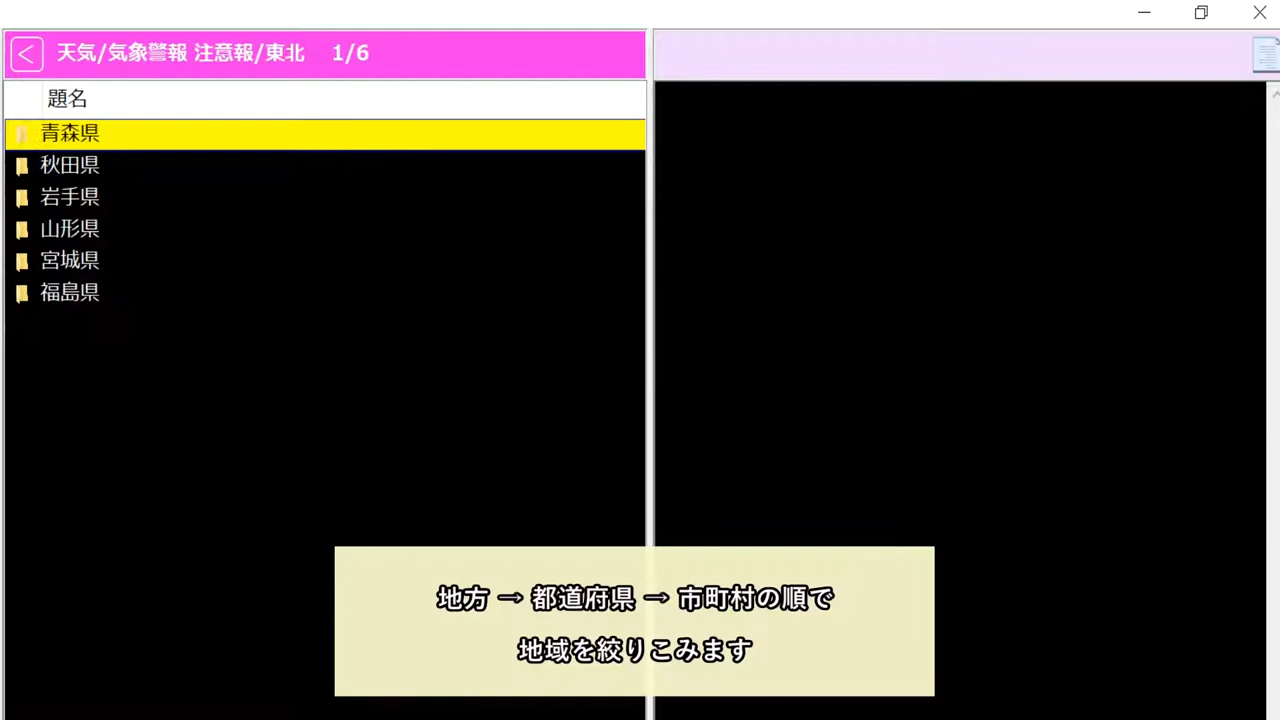 天気/気象警報 注意報/東北 1/6
題名
青森県
秋田県
岩手県
山形県
宮城県
福島県
地方 → 都道府県 → 市町村の順で
地域を絞りこみます